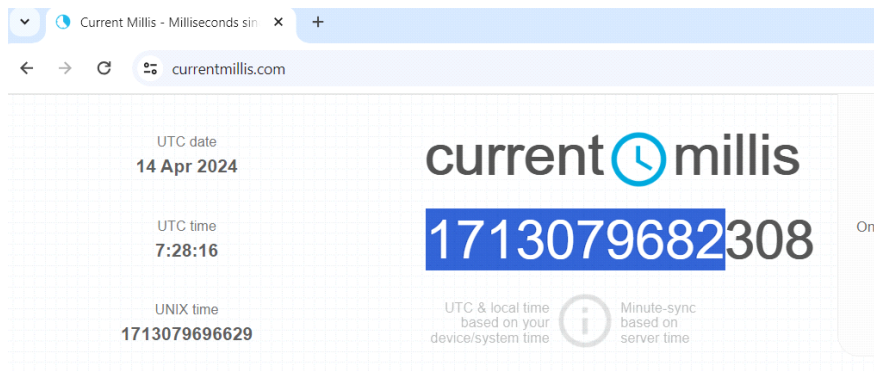 Current Millis - Milliseconds sin
currentmillis.com
UTC date
14 Apr 2024
UTC time
7:28:16
UNIX time
1713079696629
current millis
1713079682308
UTC & local time
based on your
device/system time
i
Minute-sync
based on
server time
On